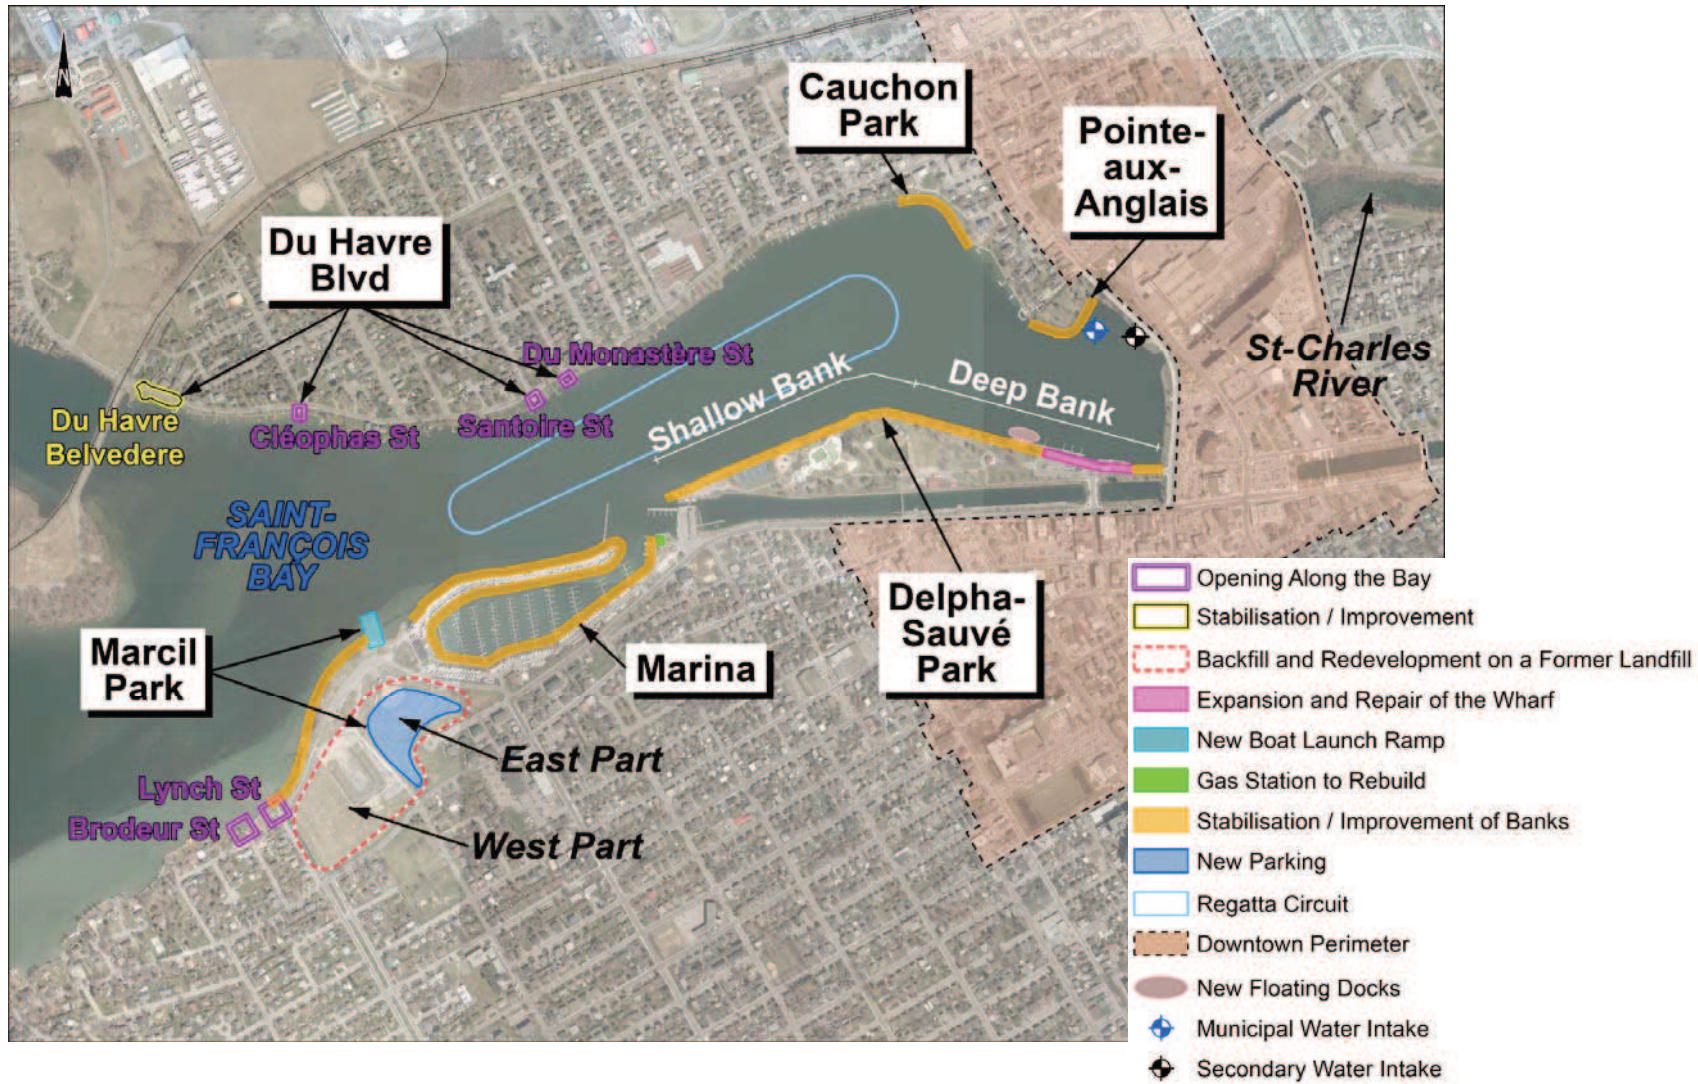 N
Cauchon
Park
Pointe-
aux-
Anglais
Du Havre
Blvd
St-Charles
River
Du Monastère St
Santoire St
Cléophas St
Du Havre
Belvedere
Shallow Bank
Deep Bank
SAINT-
FRANÇOIS
BAY
Marcil
Park
Marina
Delpha-
Sauvé
Park
East Part
West Part
Lynch St
Brodeur St
Opening Along the Bay
Stabilisation / Improvement
Backfill and Redevelopment on a Former Landfill
Expansion and Repair of the Wharf
New Boat Launch Ramp
Gas Station to Rebuild
Stabilisation / Improvement of Banks
New Parking
Regatta Circuit
Downtown Perimeter
New Floating Docks
Municipal Water Intake
Secondary Water Intake